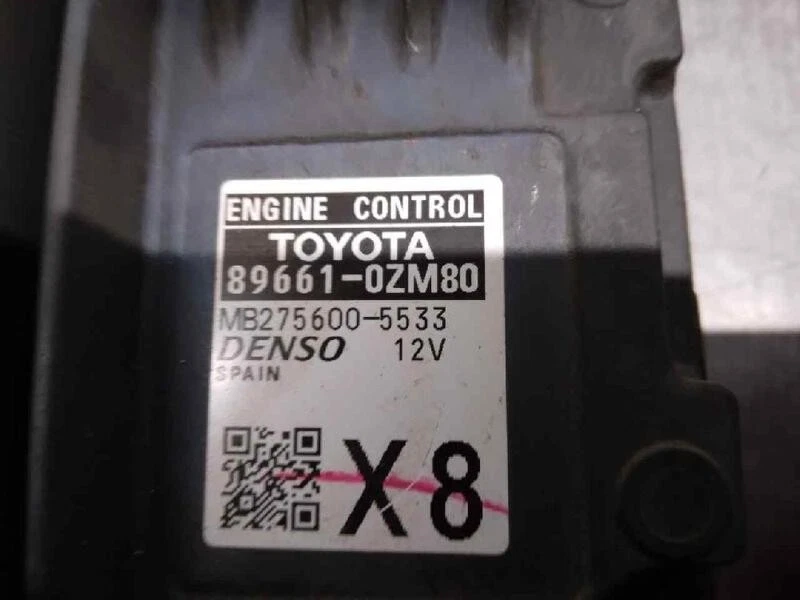 ENGINE CONTROL
TOYOTA
89661-0ZM80
MB275600-5533
DENSO 12V
SPAIN
X8